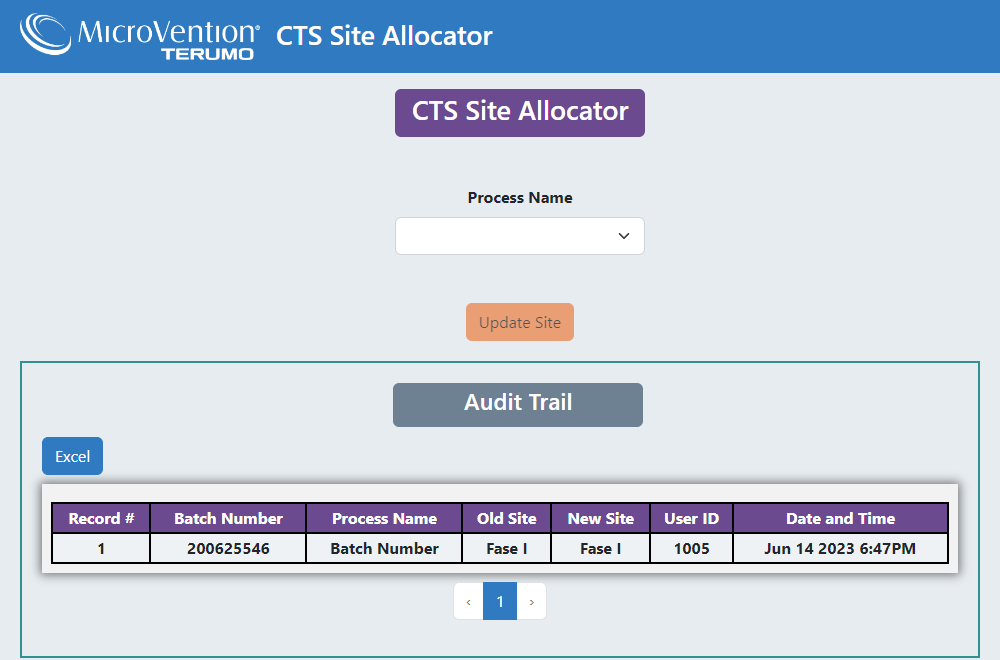 MICROVENTION® CTS Site Allocator
TERUMO
CTS Site Allocator
Process Name
Update Site
Audit Trail
Excel
Record # Batch Number Process Name Old Site New Site User ID Date and Time
1 200625546 Batch Number Fase I Fase I 1005 Jun 14 2023 6:47PM
‹ 1 ›